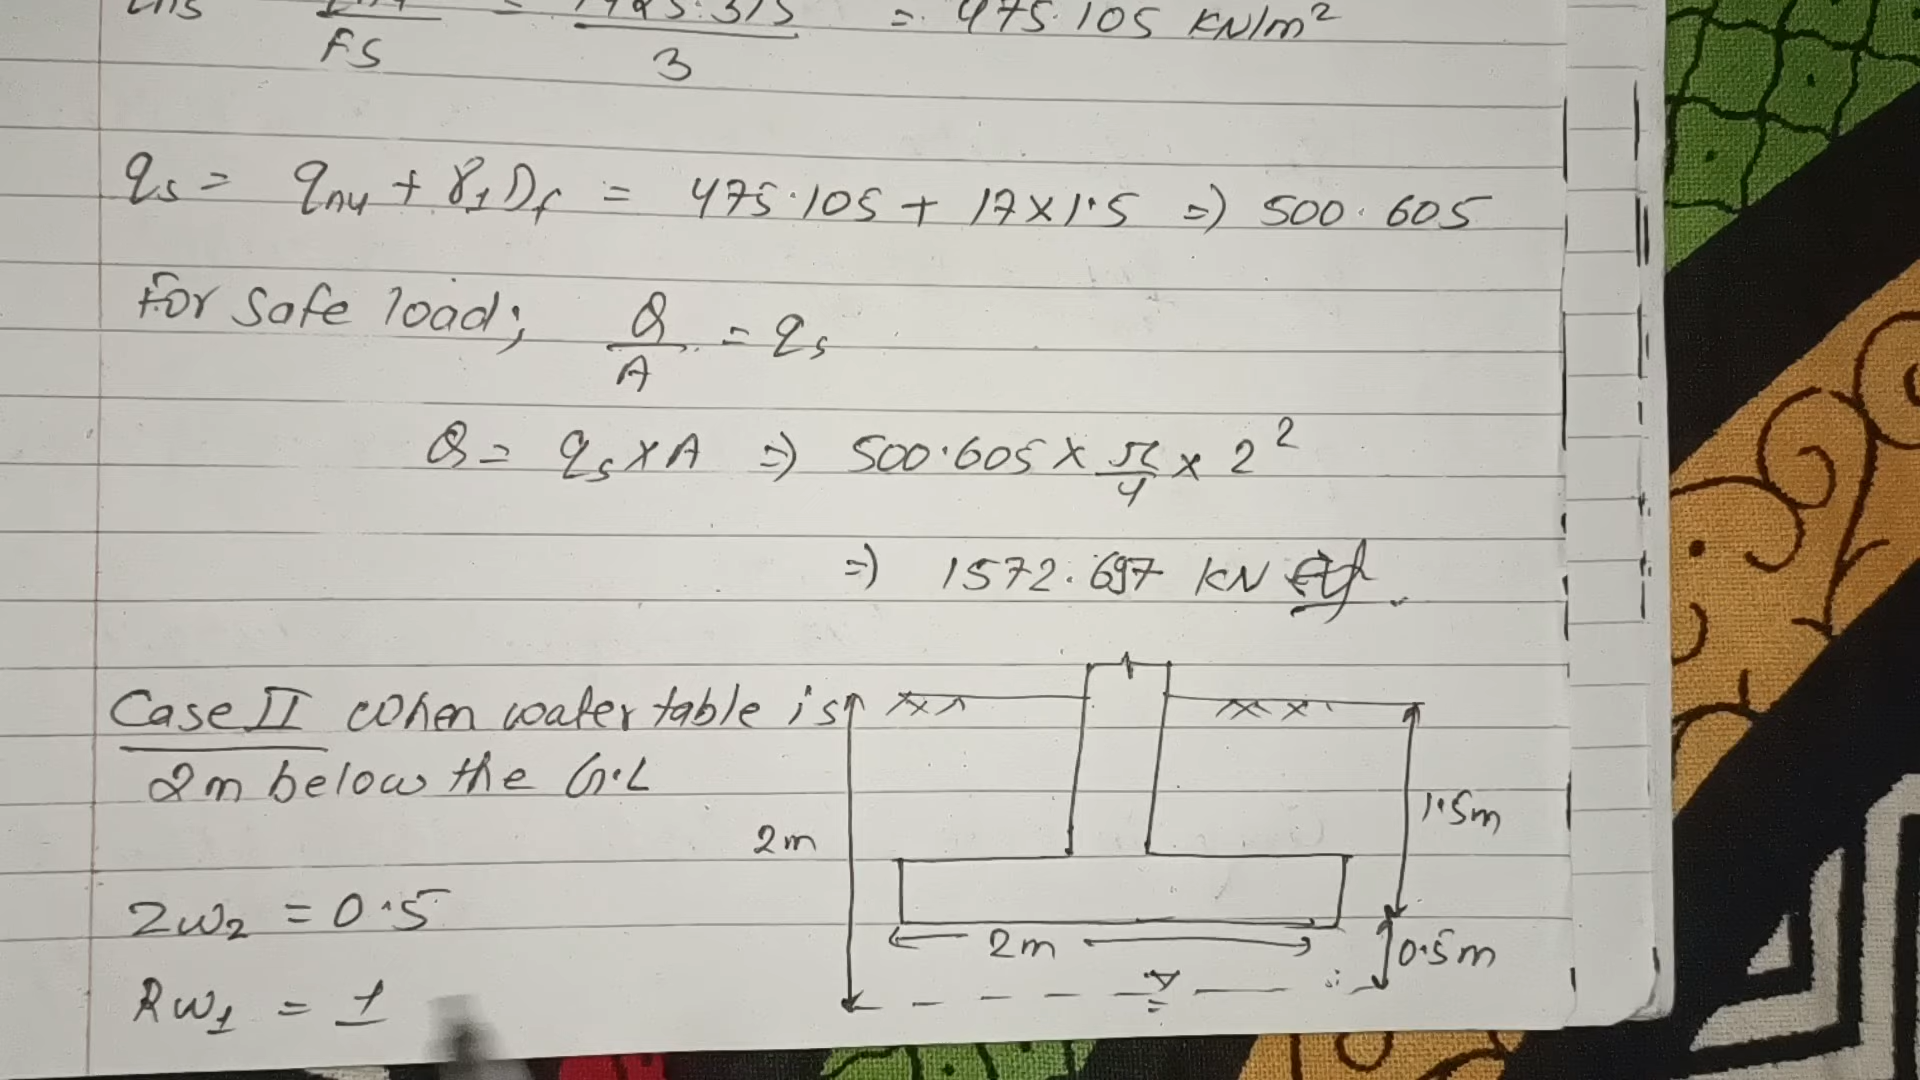 FS 3 = 475.105 KN/m²
qs = qnu + γ1Df = 475.105 + 17×1.5 => 500.605
For safe load; Q/A = qs
Q = qs×A => 500.605 × π/4 × 2²
=> 1572.697 KN
Case II When water table is
2m below the G.L
2m
1.5m
Zw2 = 0.5
2m
0.5m
Rw1 = 1